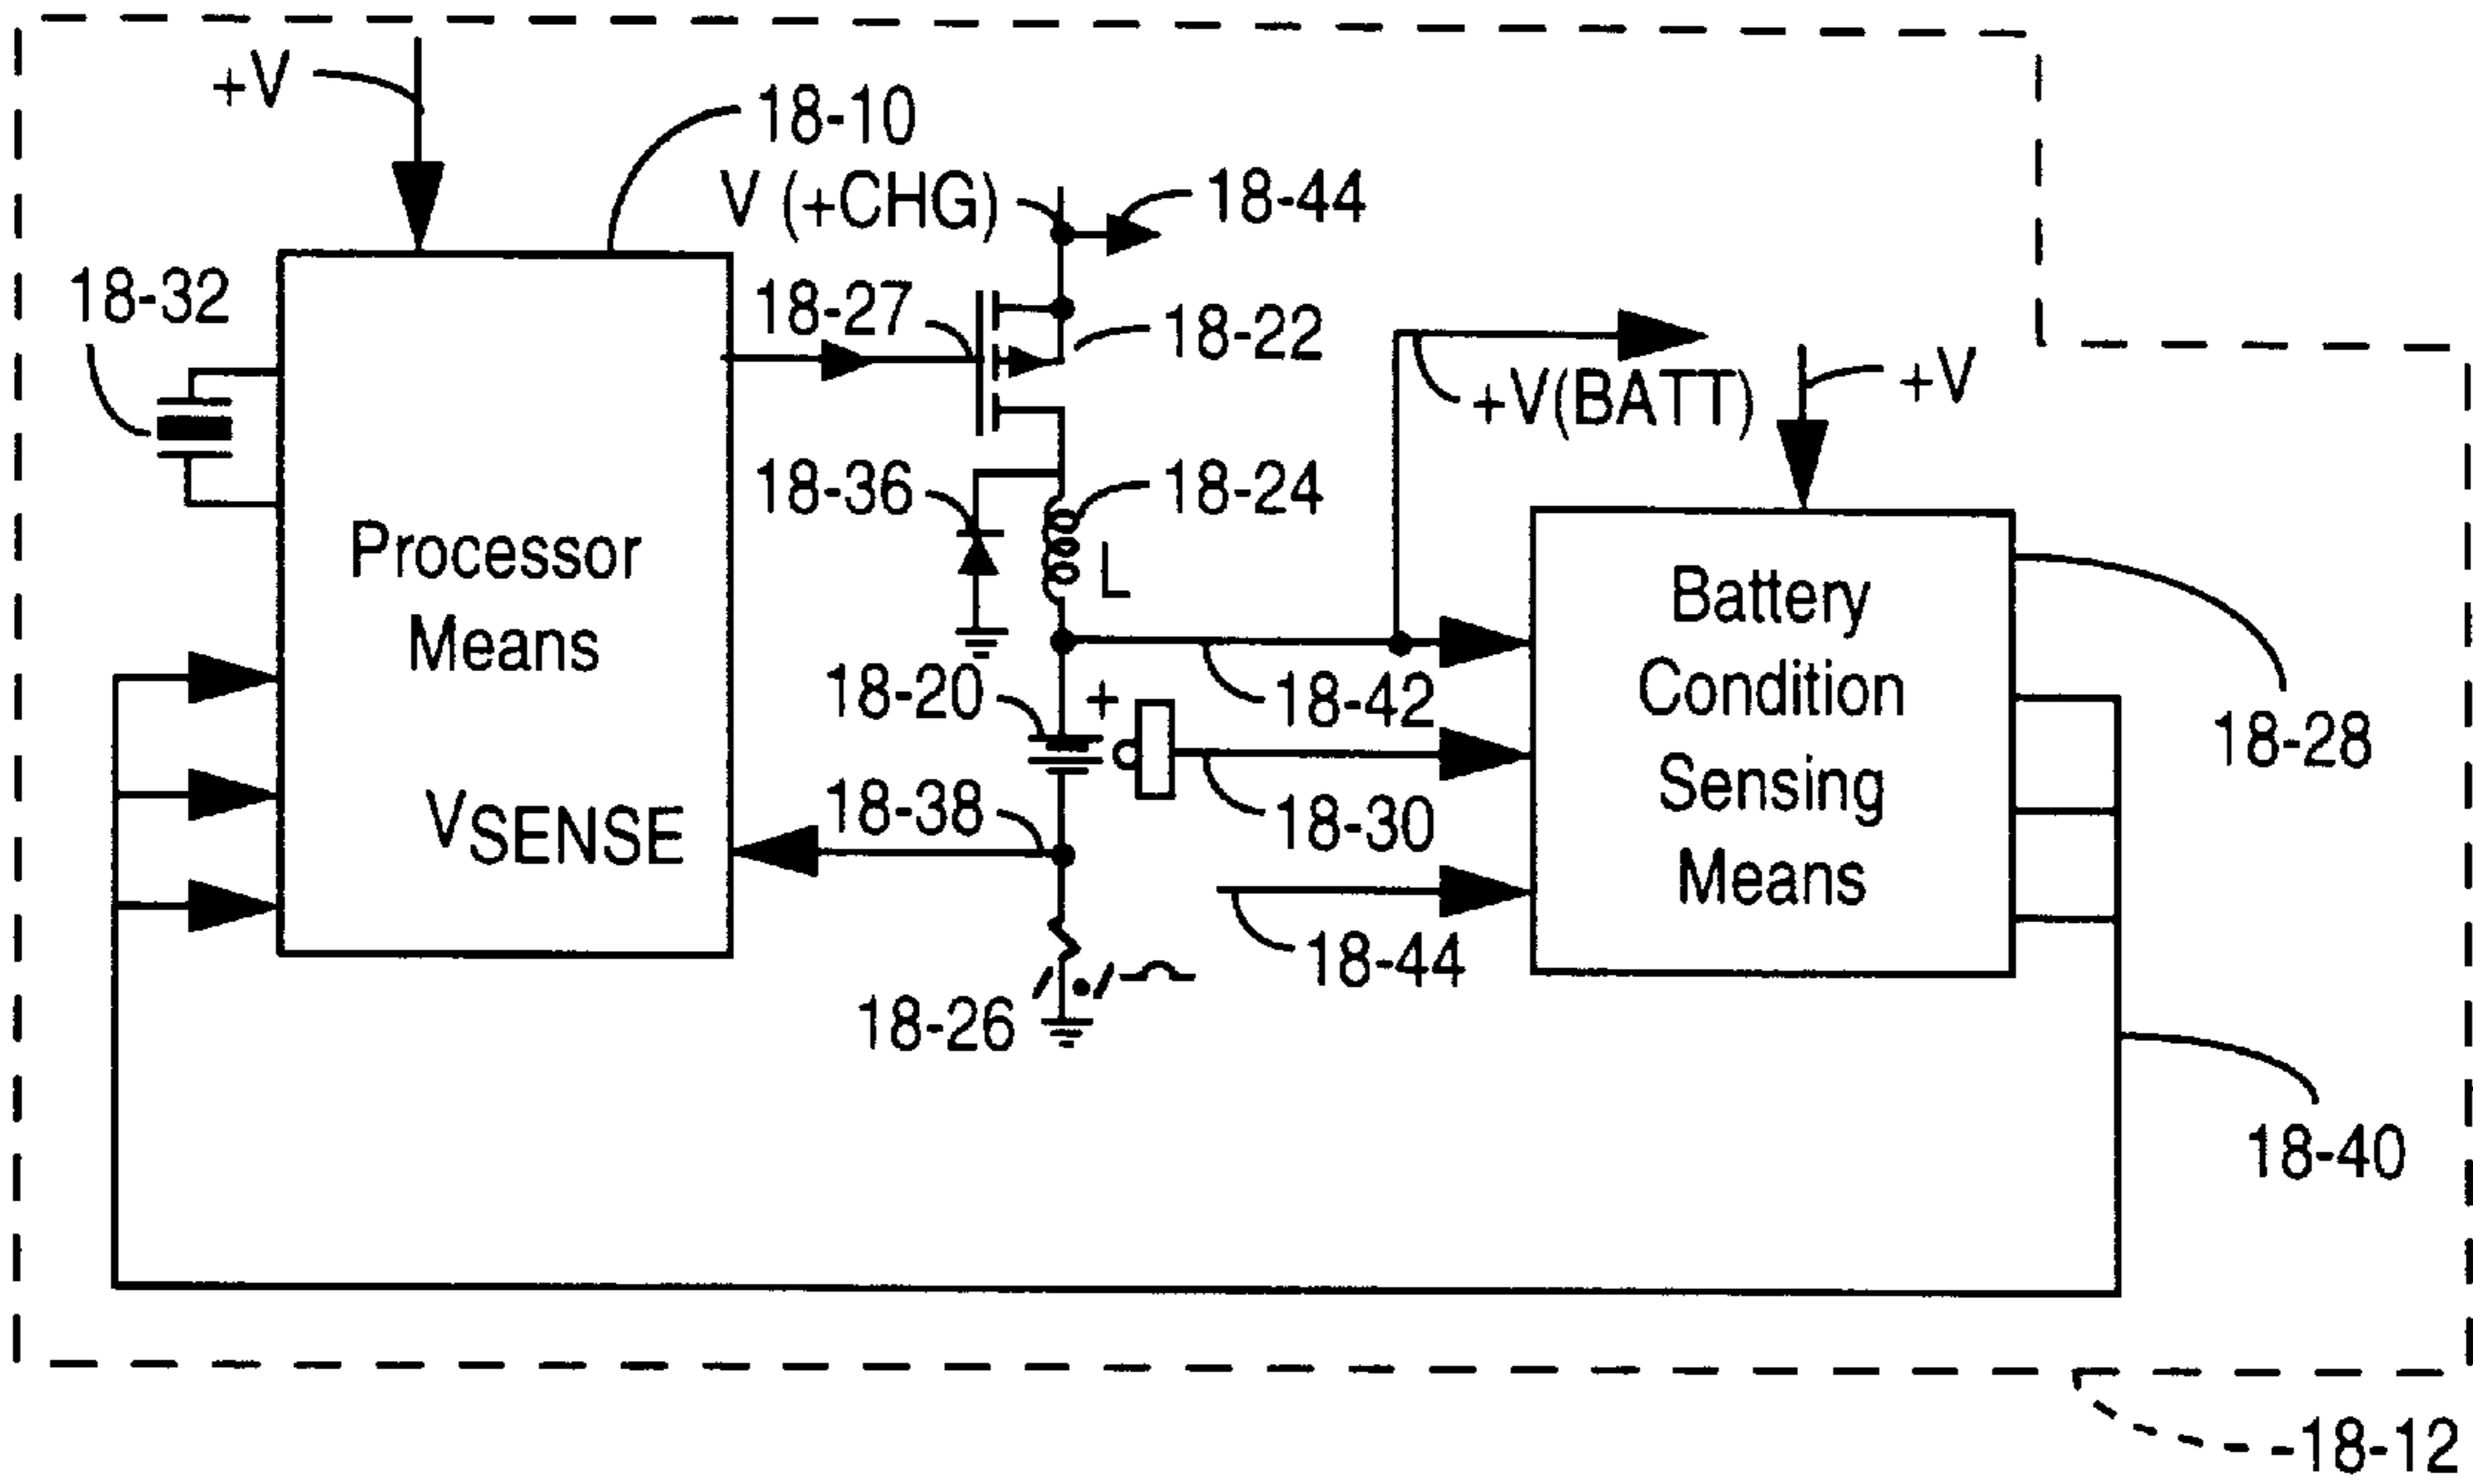 +V
18-10
V (+CHG)
18-44
18-32
18-27
18-22
+V(BATT)
+V
18-36
18-24
L
Processor
Means
VSENSE
18-20
+
18-42
18-38
18-30
18-44
18-26
Battery
Condition
Sensing
Means
18-28
18-40
18-12